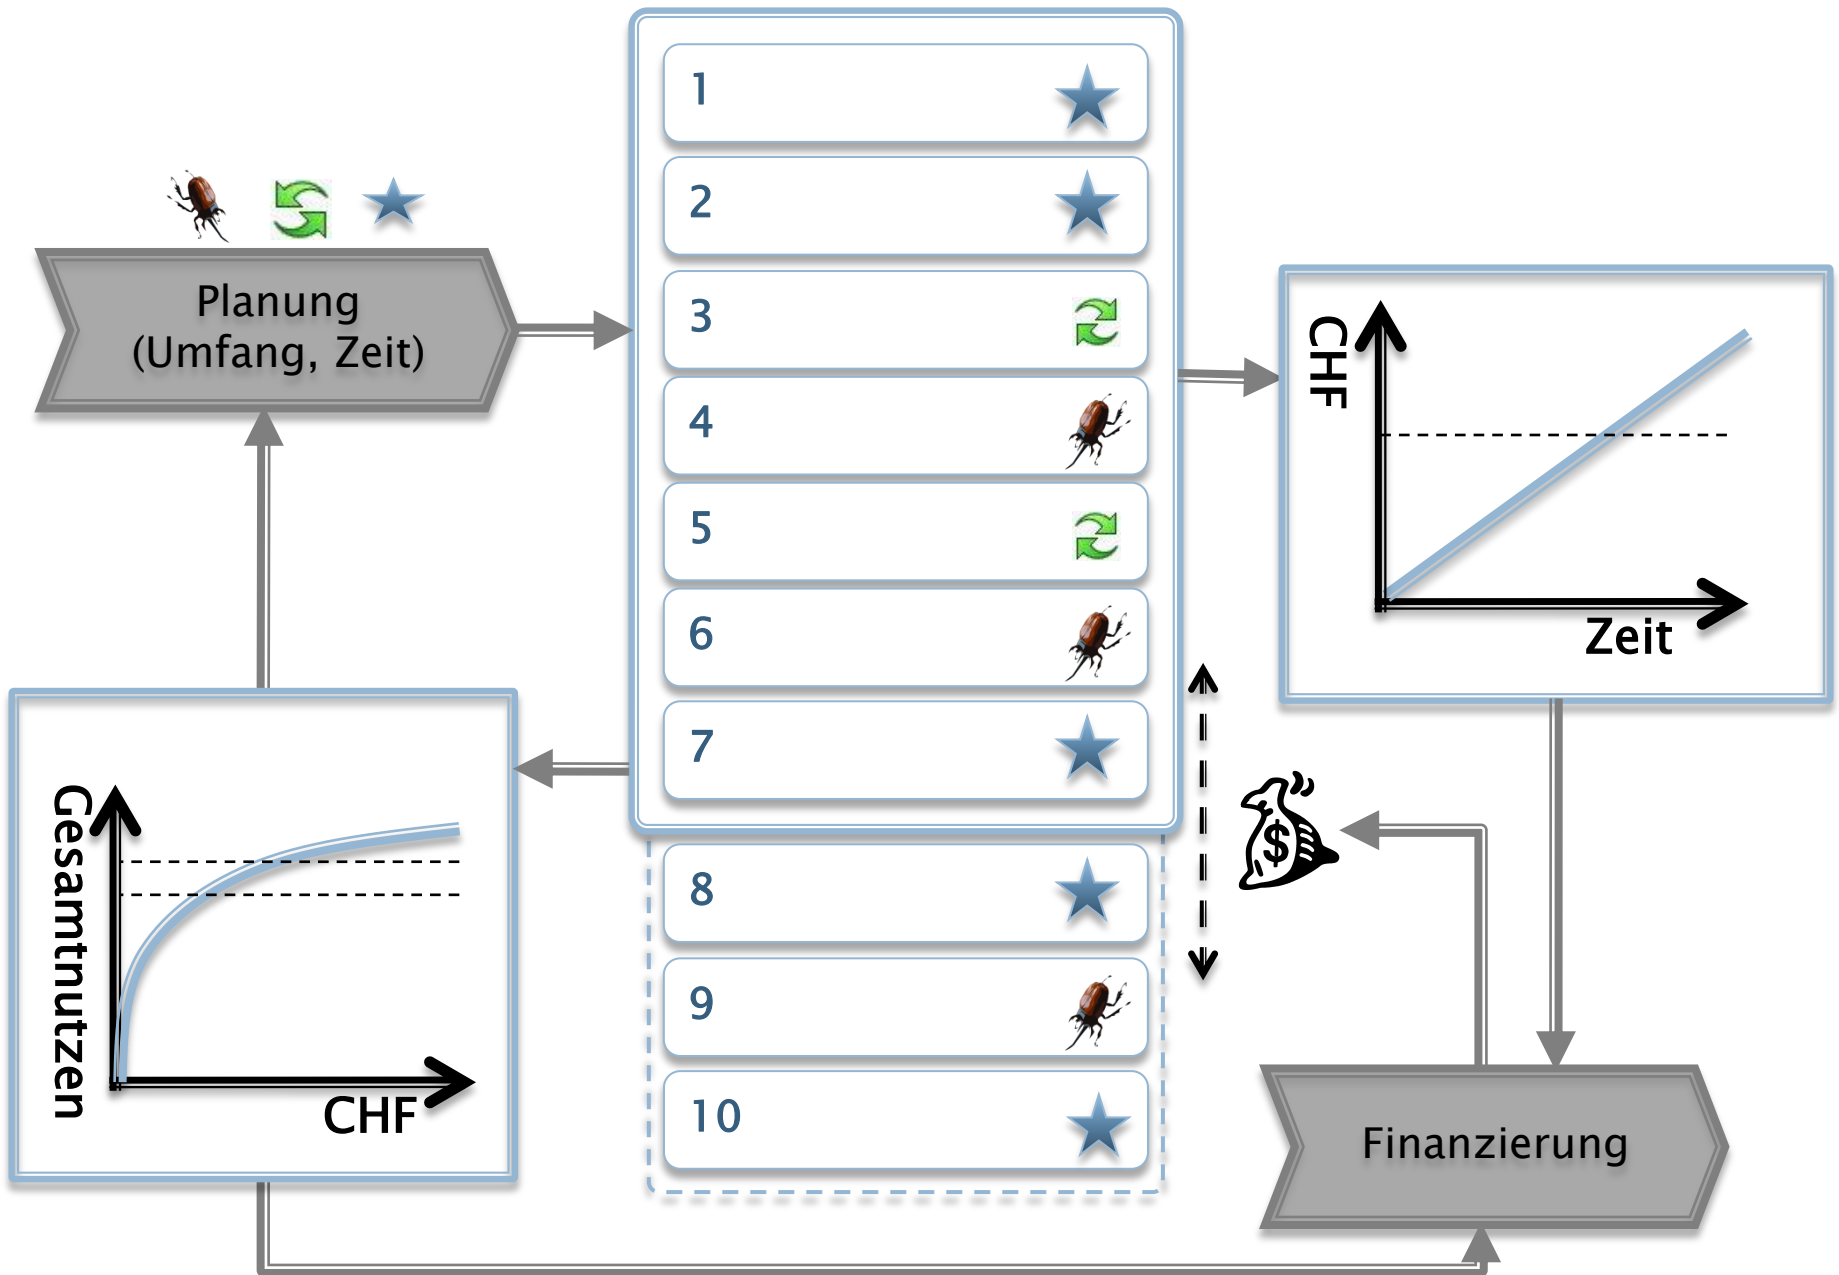 Planung
(Umfang, Zeit)
1
2
3
4
5
6
7
8
9
10
CHF
Zeit
Gesamtnutzen
CHF
$
Finanzierung